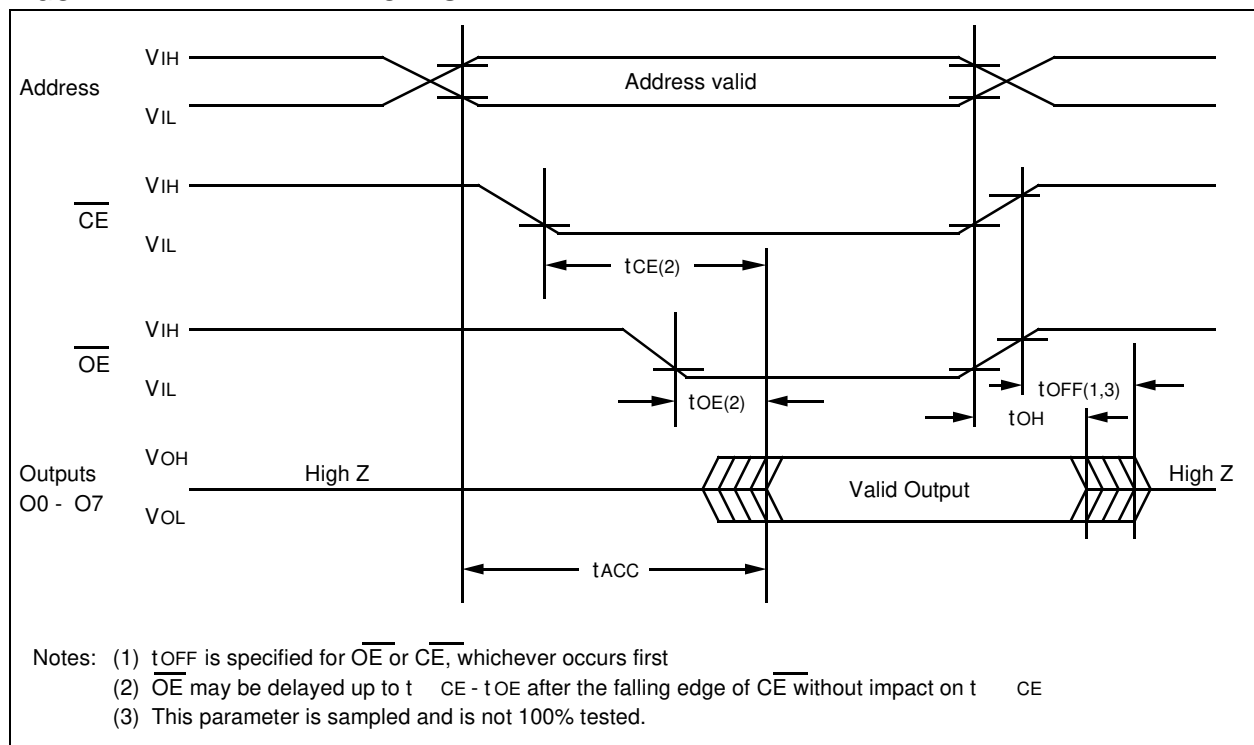 VIH
Address
Address valid
VIL
VIH
CE
VIL
tCE(2)
VIH
OE
VIL
tOE(2)
tOFF(1,3)
tOH
VOH
Outputs
O0 - O7
High Z
Valid Output
High Z
VOL
tACC
Notes: (1) tOFF is specified for OE or CE, whichever occurs first
(2) OE may be delayed up to t CE - tOE after the falling edge of CE without impact on t CE
(3) This parameter is sampled and is not 100% tested.